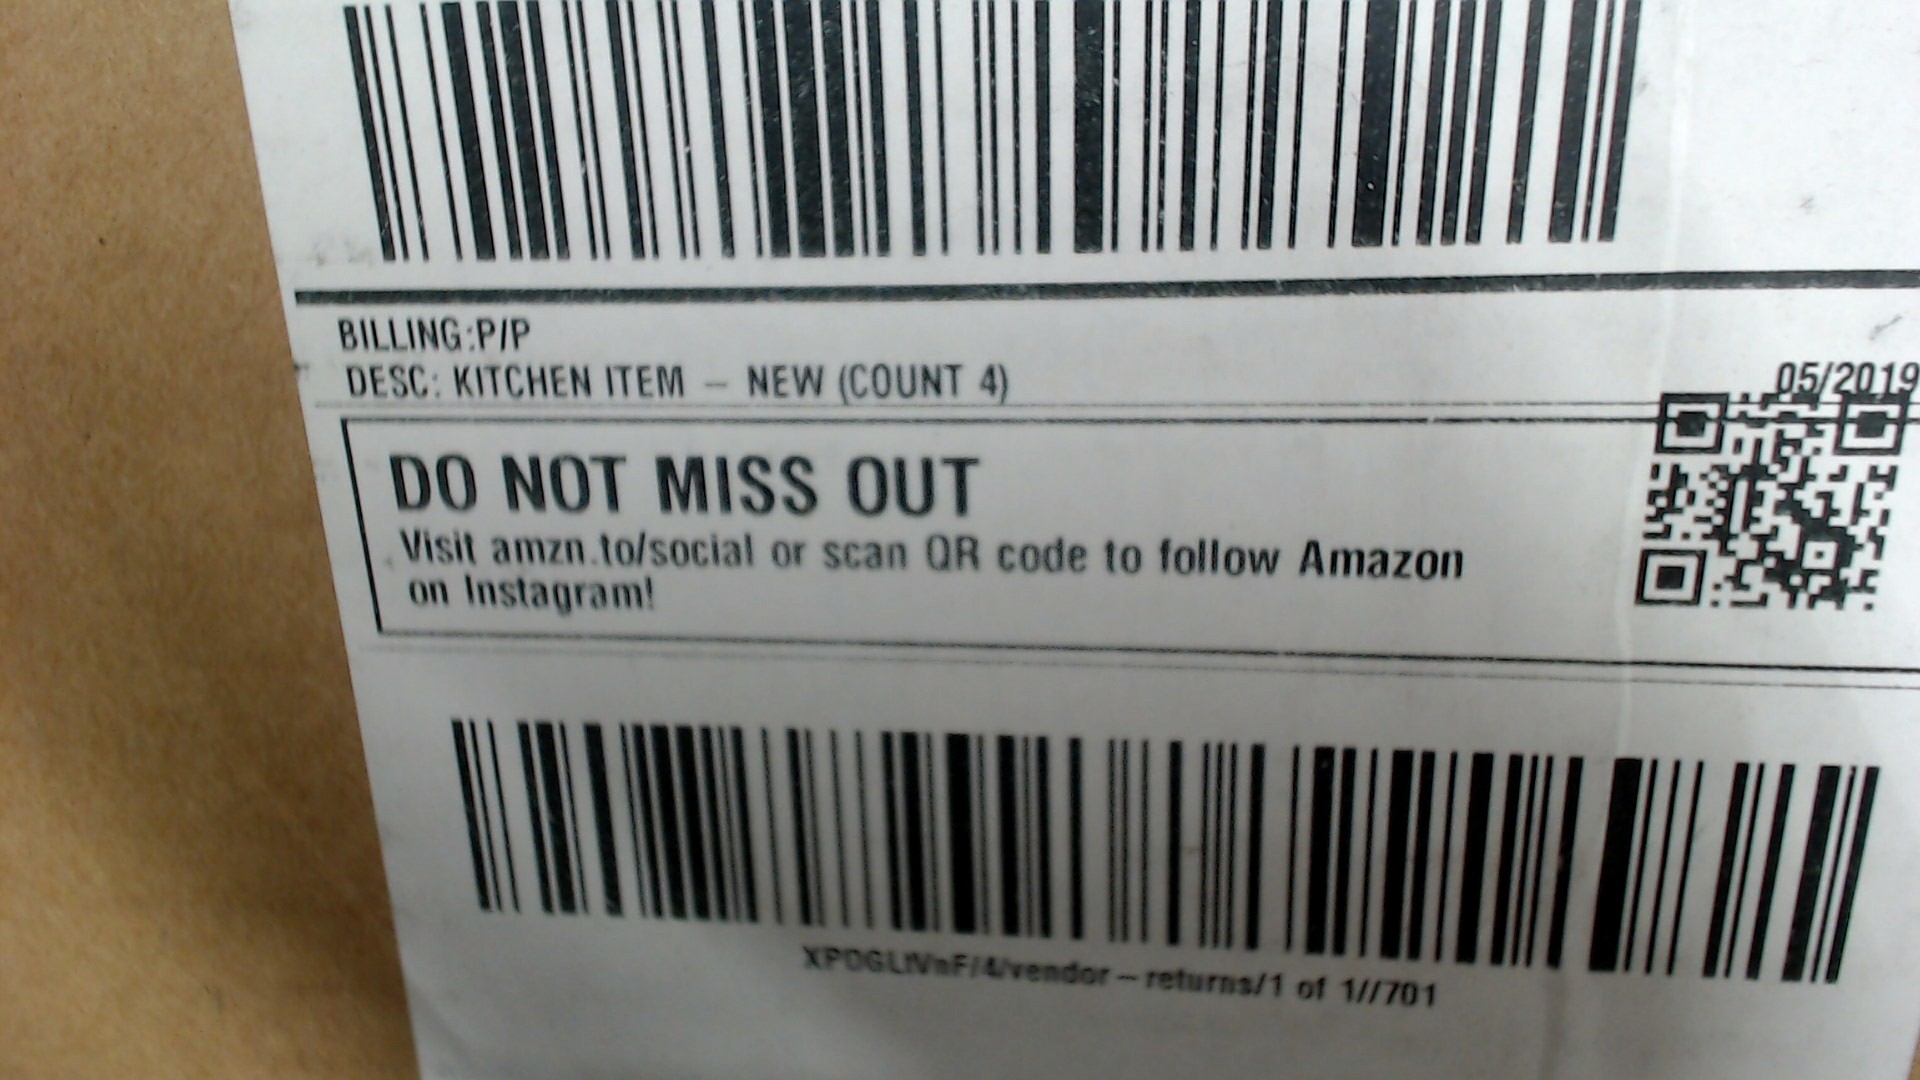 BILLING:P/P
DESC: KITCHEN ITEM – NEW (COUNT 4)
05/2019
DO NOT MISS OUT
Visit amzn.to/social or scan QR code to follow Amazon
on Instagram!
/4/vendor – returns/1 of 1//701